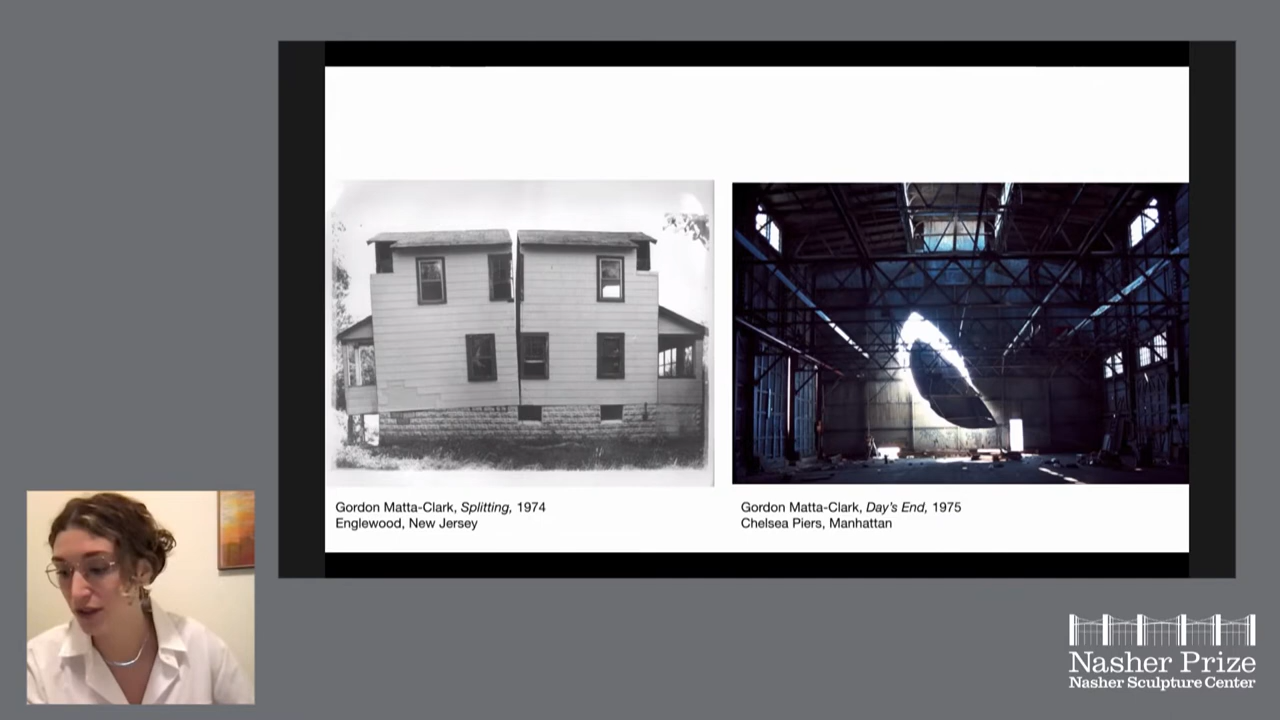 Gordon Matta-Clark, Splitting, 1974
Englewood, New Jersey
Gordon Matta-Clark, Day's End, 1975
Chelsea Piers, Manhattan
Nasher Prize
Nasher Sculpture Center